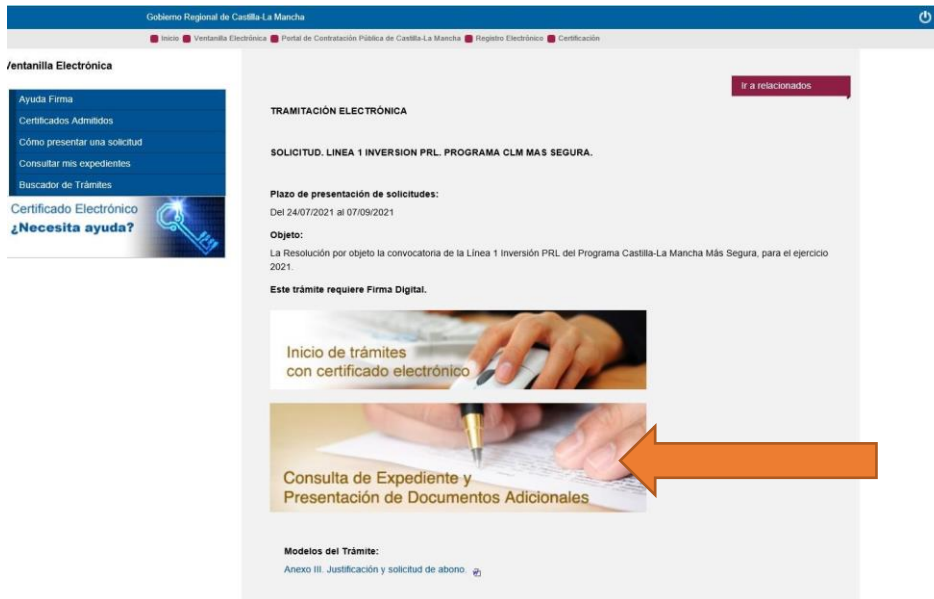 Gobierno Regional de Castilla-La Mancha
Inicio Ventanilla Electrónica Portal de Contratación Pública de Castilla-La Mancha Registro Electrónico Certificación
Ventanilla Electrónica
Ayuda Firma
Certificados Admitidos
Cómo presentar una solicitud
Consultar mis expedientes
Buscador de Trámites
Certificado Electrónico
¿Necesita ayuda?
Ir a relacionados
TRAMITACIÓN ELECTRÓNICA
SOLICITUD. LINEA 1 INVERSION PRL. PROGRAMA CLM MAS SEGURA.
Plazo de presentación de solicitudes:
Del 24/07/2021 al 07/09/2021
Objeto:
La Resolución por objeto la convocatoria de la Línea 1 Inversión PRL del Programa Castilla-La Mancha Más Segura, para el ejercicio
2021.
Este trámite requiere Firma Digital.
Inicio de trámites
con certificado electrónico
Consulta de Expediente y
Presentación de Documentos Adicionales
Modelos del Trámite:
Anexo III. Justificación y solicitud de abono.